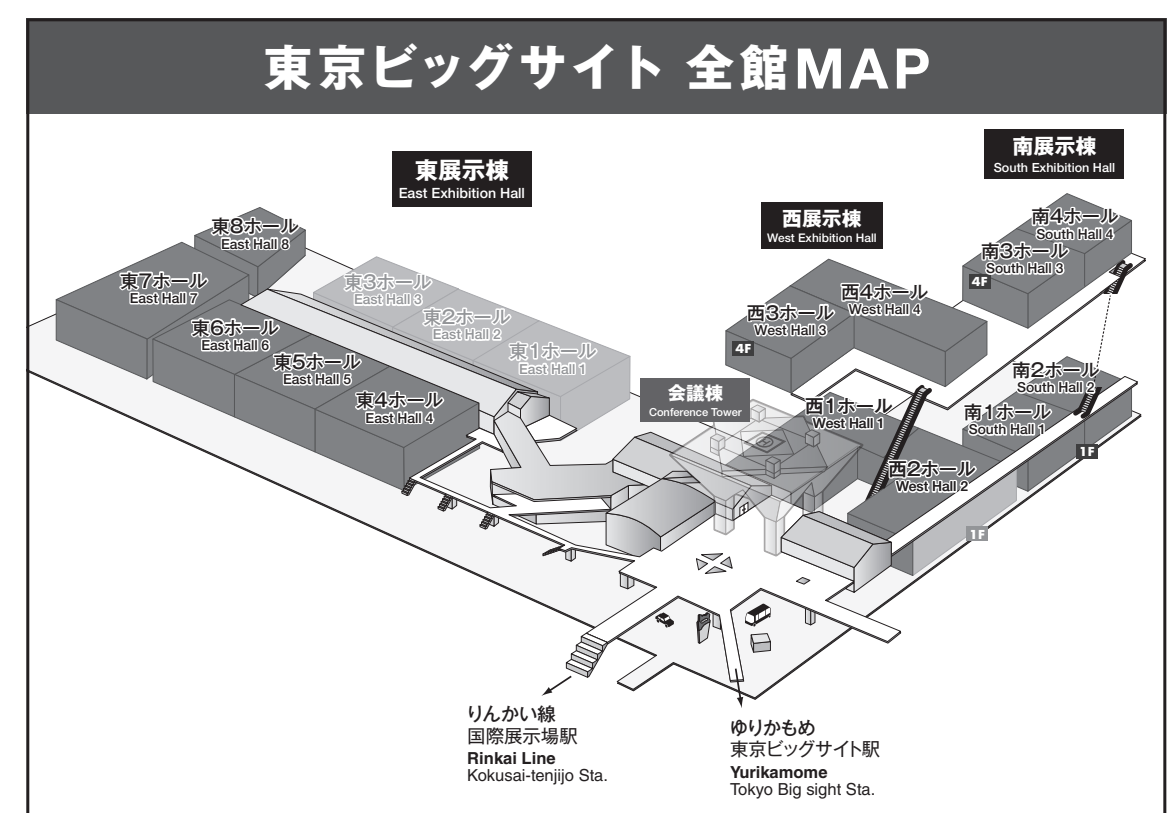 東京ビッグサイト 全館MAP
東展示棟
East Exhibition Hall
西展示棟
West Exhibition Hall
南展示棟
South Exhibition Hall
東8ホール
East Hall 8
東7ホール
East Hall 7
東6ホール
East Hall 6
東5ホール
East Hall 5
東4ホール
East Hall 4
東3ホール
East Hall 3
東2ホール
East Hall 2
東1ホール
East Hall 1
会議棟
Conference Tower
西3ホール
West Hall 3
4F
西4ホール
West Hall 4
西1ホール
West Hall 1
西2ホール
West Hall 2
1F
南4ホール
South Hall 4
南3ホール
South Hall 3
4F
南2ホール
South Hall 2
南1ホール
South Hall 1
1F
りんかい線
国際展示場駅
Rinkai Line
Kokusai-tenjijo Sta.
ゆりかもめ
東京ビッグサイト駅
Yurikamome
Tokyo Big sight Sta.